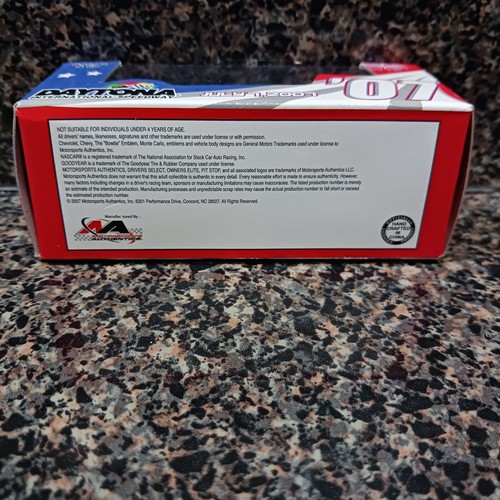 DAYTONA
INTERNATIONAL SPEEDWAY
'07
NOT SUITABLE FOR INDIVIDUALS UNDER 4 YEARS OF AGE.
All drivers' names, likenesses, signatures and other trademarks are used under license or with permission.
Chevrolet, Chevy, The "Bowtie" Emblem, Monte Carlo, emblems and vehicle body designs are General Motors Trademarks used under license to
Motorsports Authentics, Inc.
NASCAR® is a registered trademark of The National Association for Stock Car Auto Racing, Inc.
GOODYEAR is a trademark of The Goodyear Tire & Rubber Company used under license.
MOTORSPORTS AUTHENTICS, DRIVERS SELECT, OWNERS ELITE, PIT STOP, and all associated logos are trademarks of Motorsports Authentics LLC.
Motorsports Authentics does not warrant that this adult collectible is authentic in every detail. Every reasonable effort is made to ensure authenticity. However,
many factors including changes in a driver's racing team, sponsors or manufacturing limitations may cause inaccuracies. The listed production number is merely
an estimate of the intended production. Manufacturing processes and unpredictable scrap rates may cause the actual production number to fall short or exceed
the estimated production number.
© 2007 Motorsports Authentics, Inc. 6301 Performance Drive, Concord, NC 28027. All Rights Reserved.
Manufactured By:
MOTORSPORTS
AUTHENTICS
HAND
CRAFTED
IN
CHINA